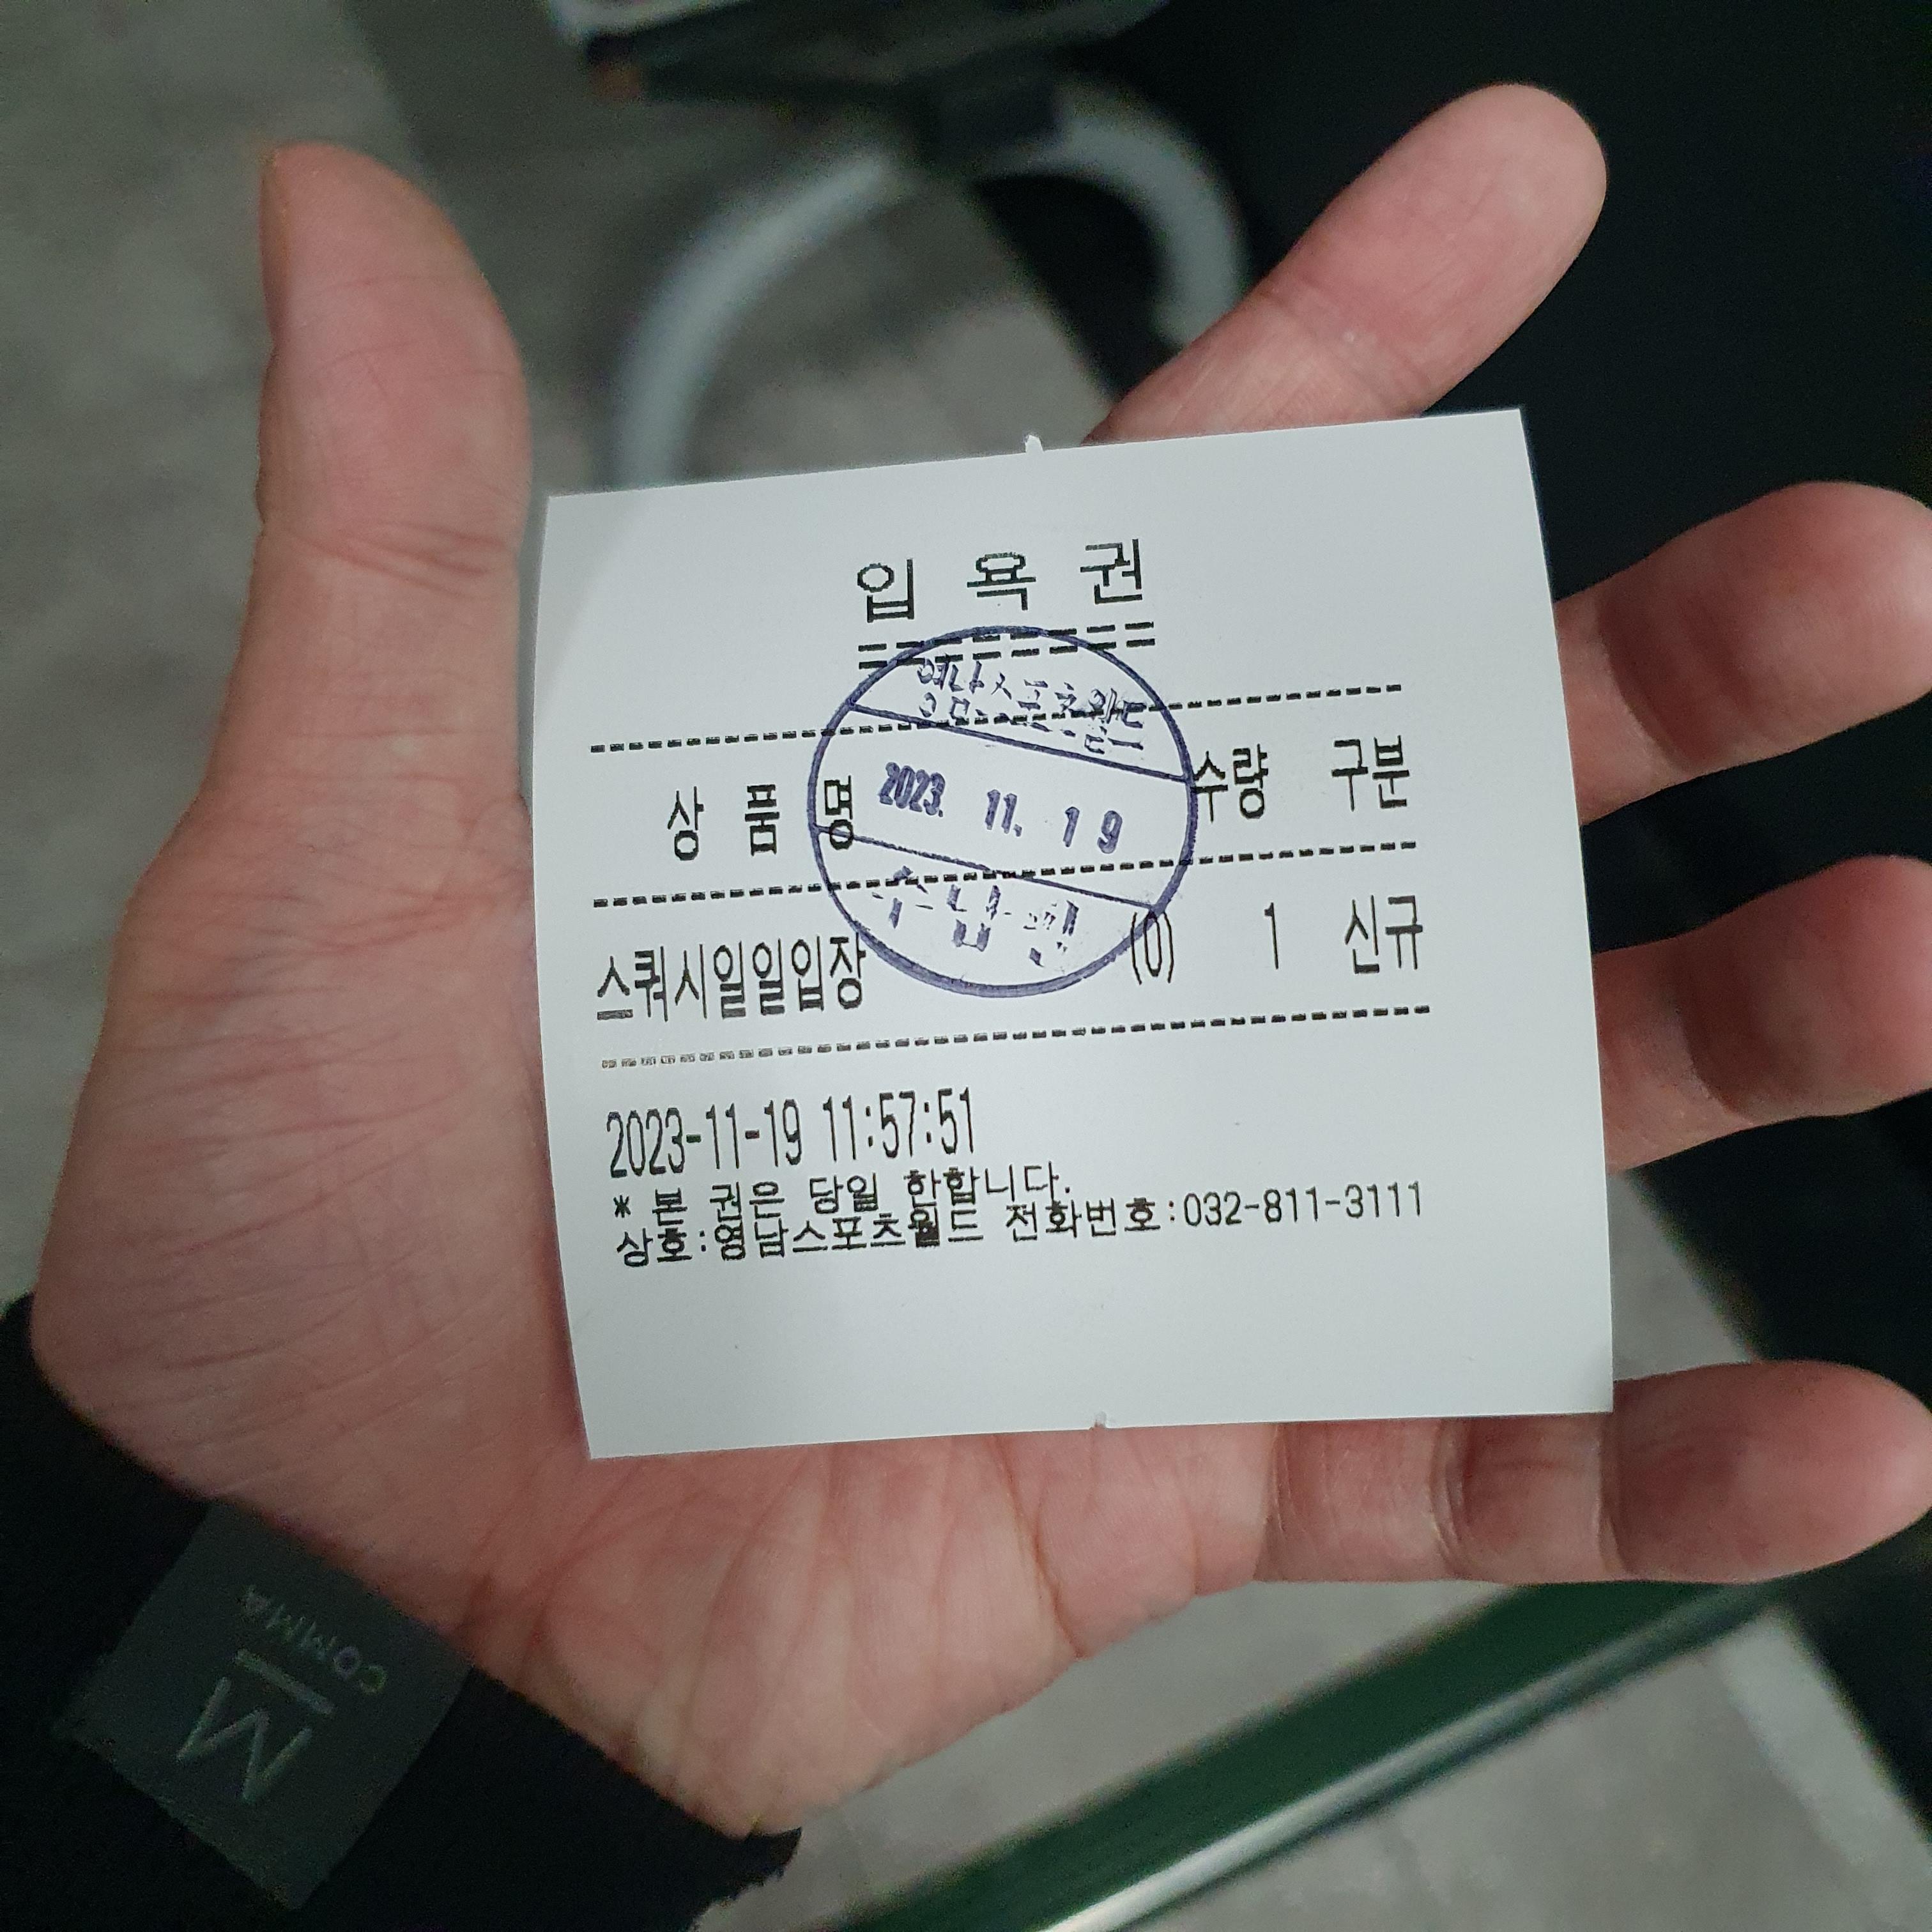 입 욕 권
영남스포츠월드
상 품 명 수량 구분
2023. 11. 19
수납인
스쿼시일일입장 (0) 1 신규
2023-11-19 11:57:51
* 본 권은 당일 한합니다.
상호:영남스포츠월드 전화번호:032-811-3111
M
COMMA